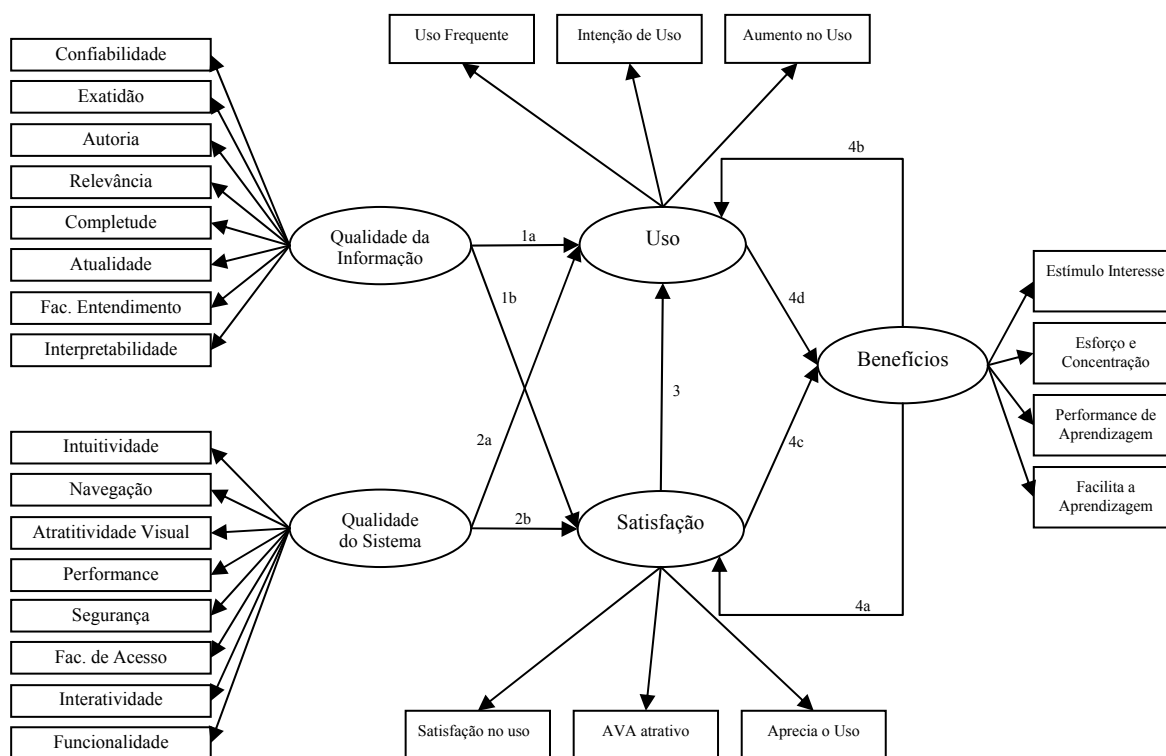 Uso Frequente
Intenção de Uso
Aumento no Uso
Confiabilidade
Exatidão
Autoria
Relevância
Completude
Atualidade
Fac. Entendimento
Interpretabilidade
Qualidade da
Informação
1a
1b
Uso
4b
4d
Benefícios
Estímulo Interesse
Esforço e
Concentração
Performance de
Aprendizagem
Facilita a
Aprendizagem
3
2a
4c
Intuitividade
Navegação
Atratitividade Visual
Performance
Segurança
Fac. de Acesso
Interatividade
Funcionalidade
Qualidade
do Sistema
2b
Satisfação
4a
Satisfação no uso
AVA atrativo
Aprecia o Uso